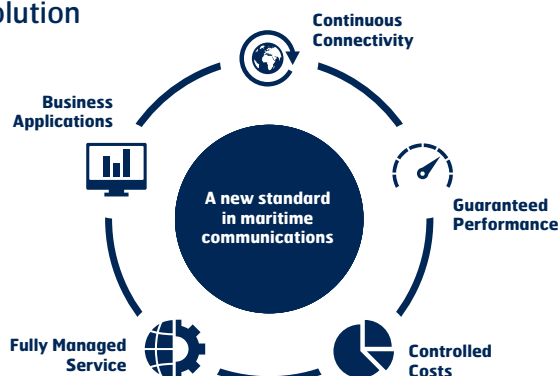 olution
Continuous
Connectivity
Business
Applications
A new standard
in maritime
communications
Guaranteed
Performance
Fully Managed
Service
Controlled
Costs